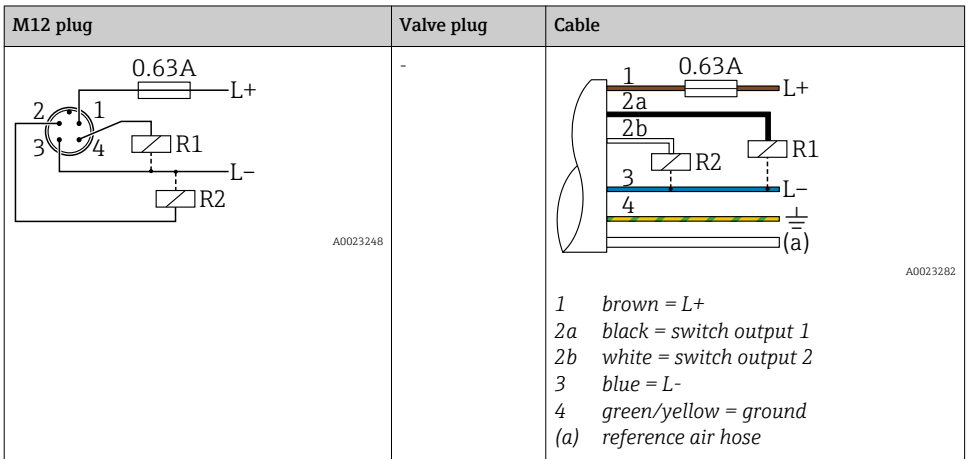 M12 plug Valve plug Cable
0.63A
L+
2 1
3 4
R1
L–
R2
A0023248
-
1 0.63A
L+
2a
2b
R2 R1
3
L–
4
(a)
A0023282
1 brown = L+
2a black = switch output 1
2b white = switch output 2
3 blue = L-
4 green/yellow = ground
(a) reference air hose